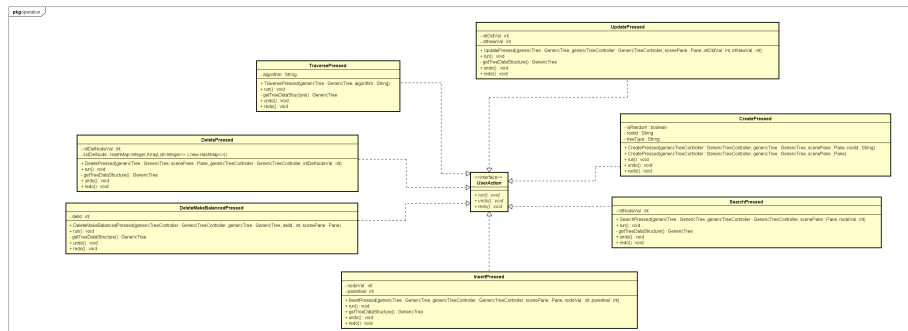 pkg operation
UpdatePressed
- intOldVal : int
- intNewVal : int
+ UpdatePressed(genericTree : GenericTree, genericTreeController : GenericTreeController, scenePane : Pane, intOldVal : int, intNewVal : int)
+ run() : void
- getTreeDataStructure() : GenericTree
+ undo() : void
+ redo() : void
TraversePressed
- algorithm : String
+ TraversePressed(genericTree : GenericTree, algorithm : String)
+ run() : void
- getTreeDataStructure() : GenericTree
+ undo() : void
+ redo() : void
CreatePressed
- isRandom : boolean
- rootId : String
- treeType : String
+ CreatePressed(genericTreeController : GenericTreeController, genericTree : GenericTree, scenePane : Pane, rootId : String)
+ CreatePressed(genericTreeController : GenericTreeController, genericTree : GenericTree, scenePane : Pane)
+ run() : void
+ undo() : void
+ redo() : void
DeletePressed
- intDelNodeVal : int
- listDelNode : HashMap<Integer,ArrayList<Integer>> = new HasMap<>()
+ DeletePressed(genericTree : GenericTree, scenePane : Pane, genericTreeController : GenericTreeController, intDelNodeVal : int)
+ run() : void
- getTreeDataStructure() : GenericTree
+ undo() : void
+ redo() : void
<<interface>>
UserAction
+ run() : void
+ undo() : void
+ redo() : void
DeleteMakeBalancedPressed
- delId : int
+ DeleteMakeBalancedPressed(genericTreeController : GenericTreeController, genericTree : GenericTree, delId : int, scenePane : Pane)
+ run() : void
- getTreeDataStructure() : GenericTree
+ undo() : void
+ redo() : void
SearchPressed
- intNodeVal : int
+ SearchPressed(genericTree : GenericTree, genericTreeController : GenericTreeController, scenePane : Pane, nodeVal : int)
+ run() : void
- getTreeDataStructure() : GenericTree
+ undo() : void
+ redo() : void
InsertPressed
- nodeVal : int
- parentval : int
+ InsertPressed(genericTree : GenericTree, genericTreeController : GenericTreeController, scenePane : Pane, nodeVal : int, parentval : int)
+ run() : void
+ getTreeDataStructure() : GenericTree
+ undo() : void
+ redo() : void